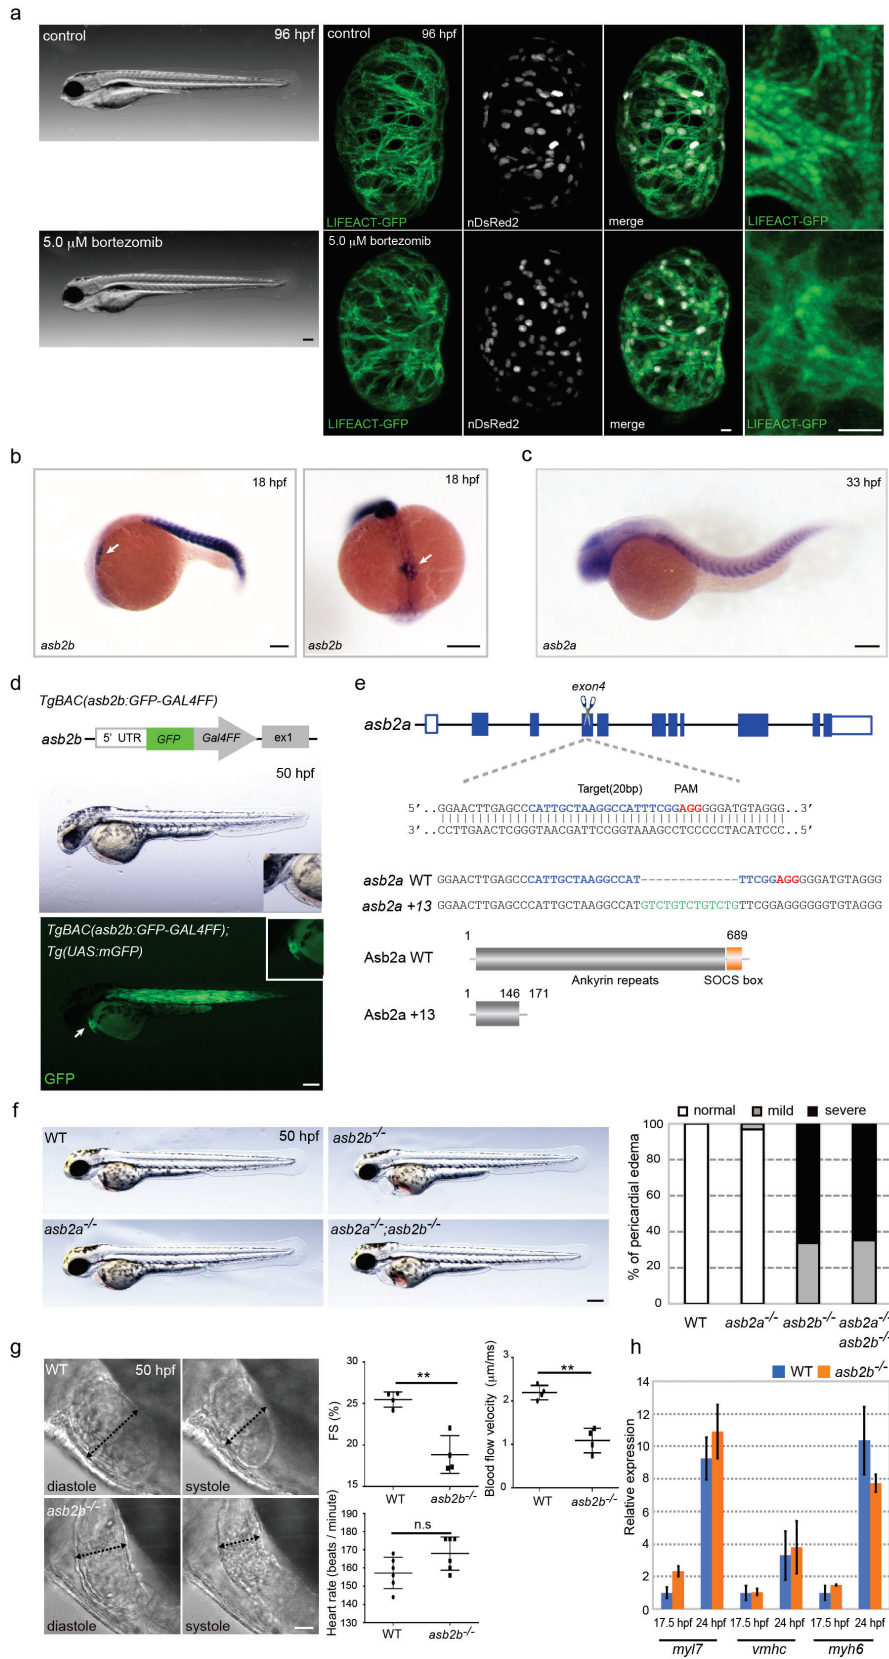 a
control 96 hpf
control 96 hpf
LIFEACT-GFP
nDsRed2
merge
LIFEACT-GFP
5.0 µM bortezomib
5.0 µM bortezomib
LIFEACT-GFP
nDsRed2
merge
LIFEACT-GFP
b
18 hpf
asb2b
18 hpf
asb2b
c
33 hpf
asb2a
d
TgBAC(asb2b:GFP-GAL4FF)
asb2b 5' UTR GFP Gal4FF ex1
50 hpf
TgBAC(asb2b:GFP-GAL4FF);
Tg(UAS:mGFP)
GFP
e
exon4
asb2a
Target(20bp) PAM
5'..GGAACTTGAGCCCATTGCTAAGGCCATTTCGGAGGGGGATGTAGGG..3'
3'..CCTTGAACTCGGGTAACGATTCCGGTAAAGCCTCCCCCTACATCCC..5'
asb2a WT GGAACTTGAGCCCATTGCTAAGGCCAT-------------TTCGGAGGGGGATGTAGGG
asb2a +13 GGAACTTGAGCCCATTGCTAAGGCCATGTCTGTCTGTCTGTTCGGAGGGGGGTGTAGGG
1 689
Asb2a WT
Ankyrin repeats SOCS box
1 146 171
Asb2a +13
f
WT 50 hpf
asb2b-/-
asb2a-/-
asb2a-/-;asb2b-/-
normal mild severe
100
80
60
40
20
0
% of pericardial edema
WT asb2a-/- asb2b-/- asb2a-/-
asb2b-/-
g
WT 50 hpf
diastole
systole
asb2b-/-
diastole
systole
30
25
20
15
FS (%)
**
WT asb2b-/-
3
2
1
0
Blood flow velocity (µm/ms)
**
WT asb2b-/-
190
180
170
160
150
140
130
Heart rate (beats / minute)
n.s
WT asb2b-/-
h
WT asb2b-/-
14
12
10
8
6
4
2
0
Relative expression
17.5 hpf 24 hpf 17.5 hpf 24 hpf 17.5 hpf 24 hpf
myl7 vmhc myh6